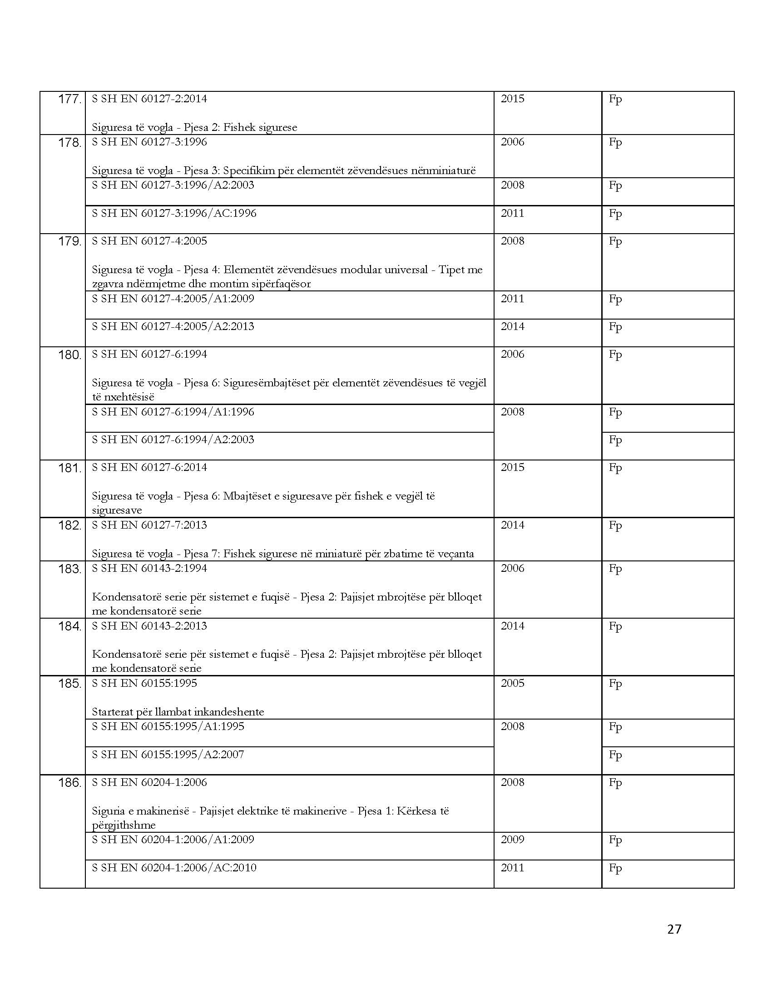 177. S SH EN 60127-2:2014 2015 Fp
Siguresa të vogla - Pjesa 2: Fishek sigurese
178. S SH EN 60127-3:1996 2006 Fp
Siguresa të vogla - Pjesa 3: Specifikim për elementët zëvendësues nënminiaturë
S SH EN 60127-3:1996/A2:2003 2008 Fp
S SH EN 60127-3:1996/AC:1996 2011 Fp
179. S SH EN 60127-4:2005 2008 Fp
Siguresa të vogla - Pjesa 4: Elementët zëvendësues modular universal - Tipet me
zgavra ndërmjetme dhe montim sipërfaqësor
S SH EN 60127-4:2005/A1:2009 2011 Fp
S SH EN 60127-4:2005/A2:2013 2014 Fp
180. S SH EN 60127-6:1994 2006 Fp
Siguresa të vogla - Pjesa 6: Siguresëmbajtëset për elementët zëvendësues të vegjël
të nxehtësisë
S SH EN 60127-6:1994/A1:1996 2008 Fp
S SH EN 60127-6:1994/A2:2003 Fp
181. S SH EN 60127-6:2014 2015 Fp
Siguresa të vogla - Pjesa 6: Mbajtëset e siguresave për fishek e vegjël të
siguresave
182. S SH EN 60127-7:2013 2014 Fp
Siguresa të vogla - Pjesa 7: Fishek sigurese në miniaturë për zbatime të veçanta
183. S SH EN 60143-2:1994 2006 Fp
Kondensatorë serie për sistemet e fuqisë - Pjesa 2: Pajisjet mbrojtëse për blloqet
me kondensatorë serie
184. S SH EN 60143-2:2013 2014 Fp
Kondensatorë serie për sistemet e fuqisë - Pjesa 2: Pajisjet mbrojtëse për blloqet
me kondensatorë serie
185. S SH EN 60155:1995 2005 Fp
Starterat për llambat inkandeshente
S SH EN 60155:1995/A1:1995 2008 Fp
S SH EN 60155:1995/A2:2007 Fp
186. S SH EN 60204-1:2006 2008 Fp
Siguria e makinerisë - Pajisjet elektrike të makinerive - Pjesa 1: Kërkesa të
përgjithshme
S SH EN 60204-1:2006/A1:2009 2009 Fp
S SH EN 60204-1:2006/AC:2010 2011 Fp
27